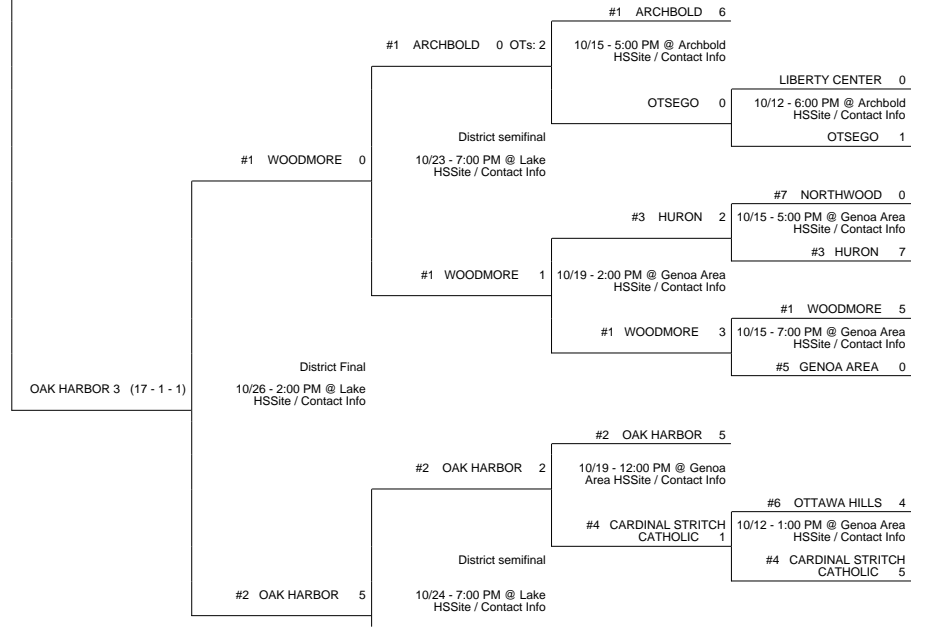 #1 ARCHBOLD 6
#1 ARCHBOLD 0 OTs: 2
10/15 - 5:00 PM @ Archbold
HSSite / Contact Info
LIBERTY CENTER 0
OTSEGO 0
10/12 - 6:00 PM @ Archbold
HSSite / Contact Info
OTSEGO 1
District semifinal
#1 WOODMORE 0
10/23 - 7:00 PM @ Lake
HSSite / Contact Info
#7 NORTHWOOD 0
#3 HURON 2
10/15 - 5:00 PM @ Genoa Area
HSSite / Contact Info
#3 HURON 7
#1 WOODMORE 1
10/19 - 2:00 PM @ Genoa Area
HSSite / Contact Info
#1 WOODMORE 5
#1 WOODMORE 3
10/15 - 7:00 PM @ Genoa Area
HSSite / Contact Info
#5 GENOA AREA 0
District Final
OAK HARBOR 3 (17 - 1 - 1)
10/26 - 2:00 PM @ Lake
HSSite / Contact Info
#2 OAK HARBOR 5
#2 OAK HARBOR 2
10/19 - 12:00 PM @ Genoa
Area HSSite / Contact Info
#6 OTTAWA HILLS 4
#4 CARDINAL STRITCH
CATHOLIC 1
10/12 - 1:00 PM @ Genoa Area
HSSite / Contact Info
#4 CARDINAL STRITCH
CATHOLIC 5
District semifinal
#2 OAK HARBOR 5
10/24 - 7:00 PM @ Lake
HSSite / Contact Info